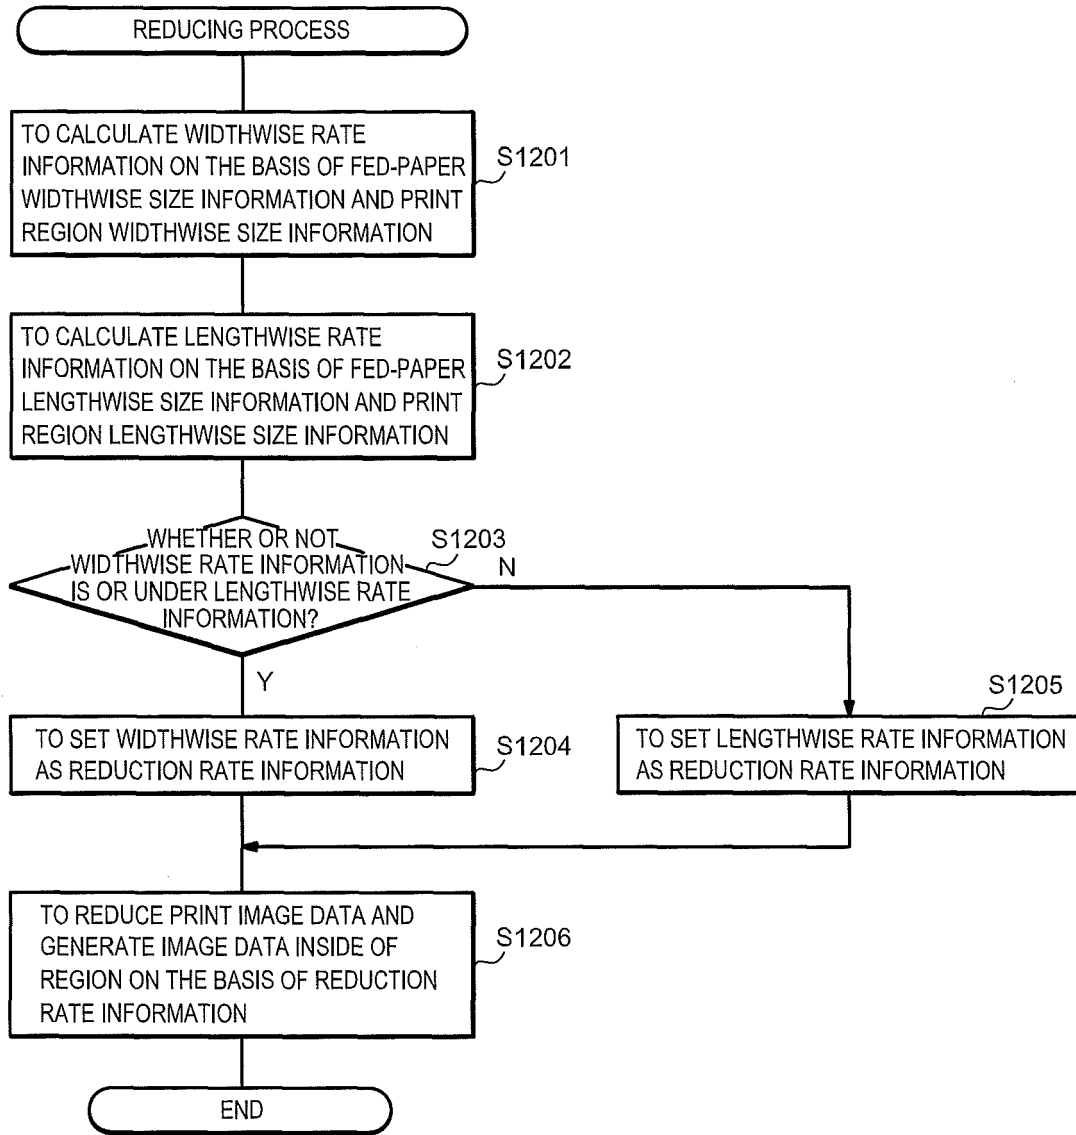 REDUCING PROCESS
TO CALCULATE WIDTHWISE RATE
INFORMATION ON THE BASIS OF FED-PAPER
WIDTHWISE SIZE INFORMATION AND PRINT
REGION WIDTHWISE SIZE INFORMATION
S1201
TO CALCULATE LENGTHWISE RATE
INFORMATION ON THE BASIS OF FED-PAPER
LENGTHWISE SIZE INFORMATION AND PRINT
REGION LENGTHWISE SIZE INFORMATION
S1202
WHETHER OR NOT
WIDTHWISE RATE INFORMATION
IS OR UNDER LENGTHWISE RATE
INFORMATION?
S1203
N
Y
TO SET WIDTHWISE RATE INFORMATION
AS REDUCTION RATE INFORMATION
S1204
S1205
TO SET LENGTHWISE RATE INFORMATION
AS REDUCTION RATE INFORMATION
TO REDUCE PRINT IMAGE DATA AND
GENERATE IMAGE DATA INSIDE OF
REGION ON THE BASIS OF REDUCTION
RATE INFORMATION
S1206
END